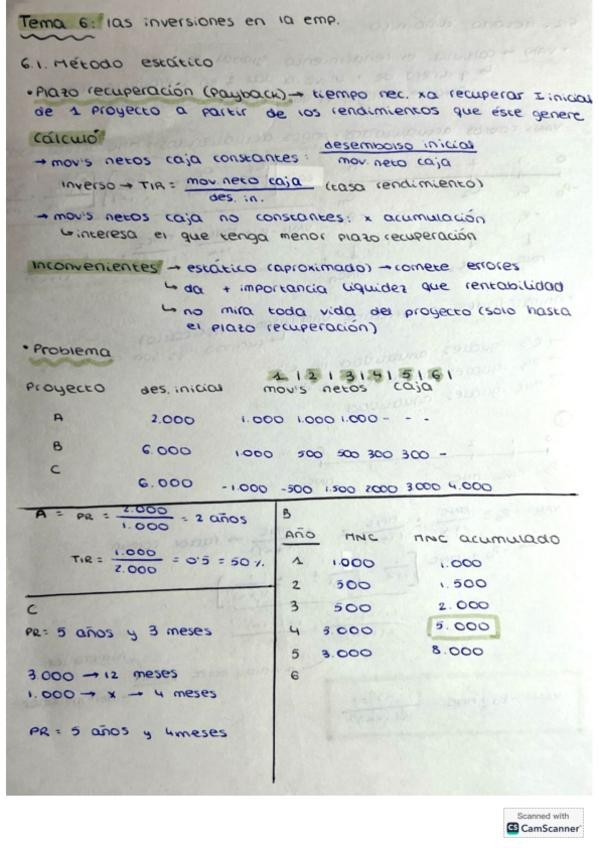 Tema 6: las inversiones en la emp.
6.1. Método estático
• Plazo recuperación (payback) → tiempo nec. xa recuperar I inicial
de 1 proyecto a partir de los rendimientos que éste genere
Cálculo
→ mov's netos caja constantes: desembolso inicial / mov. neto caja
inverso → TIR = mov. neto caja / des. in. (tasa rendimiento)
→ mov's netos caja no constantes: x acumulación
↳ interesa el que tenga menor plazo recuperación
Inconvenientes → estático (aproximado) → comete errores
↳ da + importancia liquidez que rentabilidad
↳ no mira toda vida del proyecto (solo hasta
el plazo recuperación)
• Problema
1 | 2 | 3 | 4 | 5 | 6 |
Proyecto des. inicial mov's netos caja
A 2.000 1.000 1.000 1.000 - - -
B 6.000 1.000 500 500 300 300 -
C 6.000 -1.000 -500 1.500 2000 3000 4.000
A = PR = 2.000 / 1.000 = 2 años
TIR = 1.000 / 2.000 = 0'5 = 50 %
C
PR = 5 años y 3 meses
3.000 → 12 meses
1.000 → x → 4 meses
PR = 5 años y 4 meses
B
Año MNC MNC acumulado
1 1.000 1.000
2 500 1.500
3 500 2.000
4 3.000 5.000
5 3.000 8.000
6
Scanned with
CS CamScanner